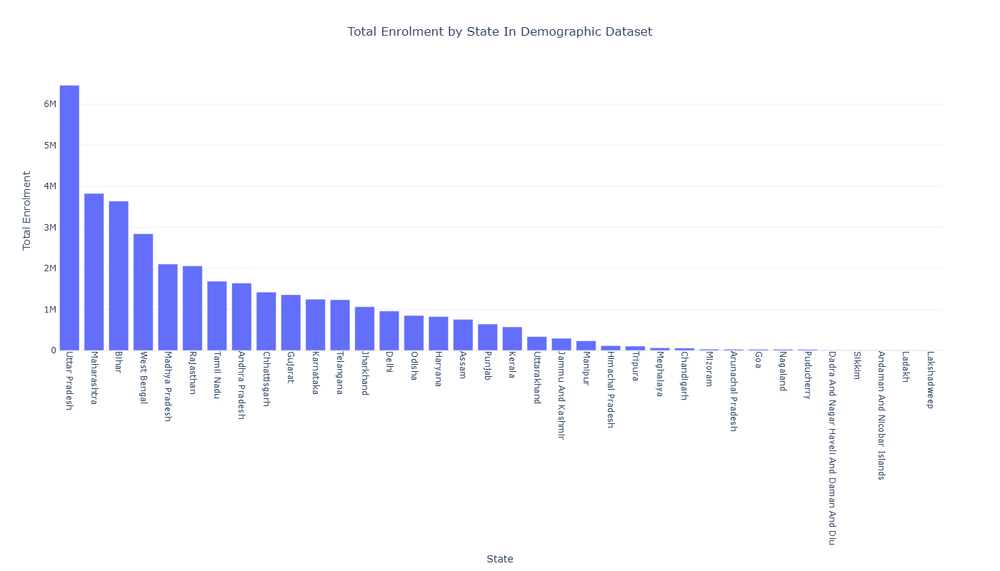 Total Enrolment by State In Demographic Dataset
6M
5M
4M
3M
2M
1M
0
Total Enrolment
Uttar Pradesh
Maharashtra
Bihar
West Bengal
Madhya Pradesh
Rajasthan
Tamil Nadu
Andhra Pradesh
Chhattisgarh
Gujarat
Karnataka
Telangana
Jharkhand
Delhi
Odisha
Haryana
Assam
Punjab
Kerala
Uttarakhand
Jammu And Kashmir
Manipur
Himachal Pradesh
Tripura
Meghalaya
Chandigarh
Mizoram
Arunachal Pradesh
Goa
Nagaland
Puducherry
Dadra And Nagar Haveli And Daman And Diu
Sikkim
Andaman And Nicobar Islands
Ladakh
Lakshadweep
State